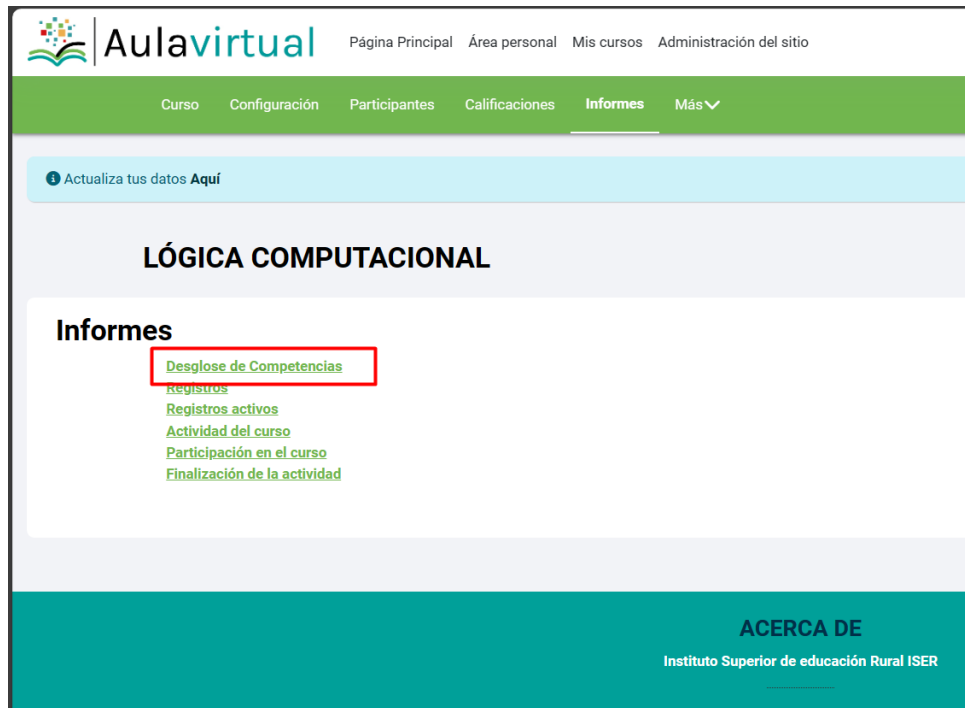 Aulavirtual Página Principal Área personal Mis cursos Administración del sitio
Curso Configuración Participantes Calificaciones Informes Más
Actualiza tus datos Aquí
LÓGICA COMPUTACIONAL
Informes
Desglose de Competencias
Registros
Registros activos
Actividad del curso
Participación en el curso
Finalización de la actividad
ACERCA DE
Instituto Superior de educación Rural ISER